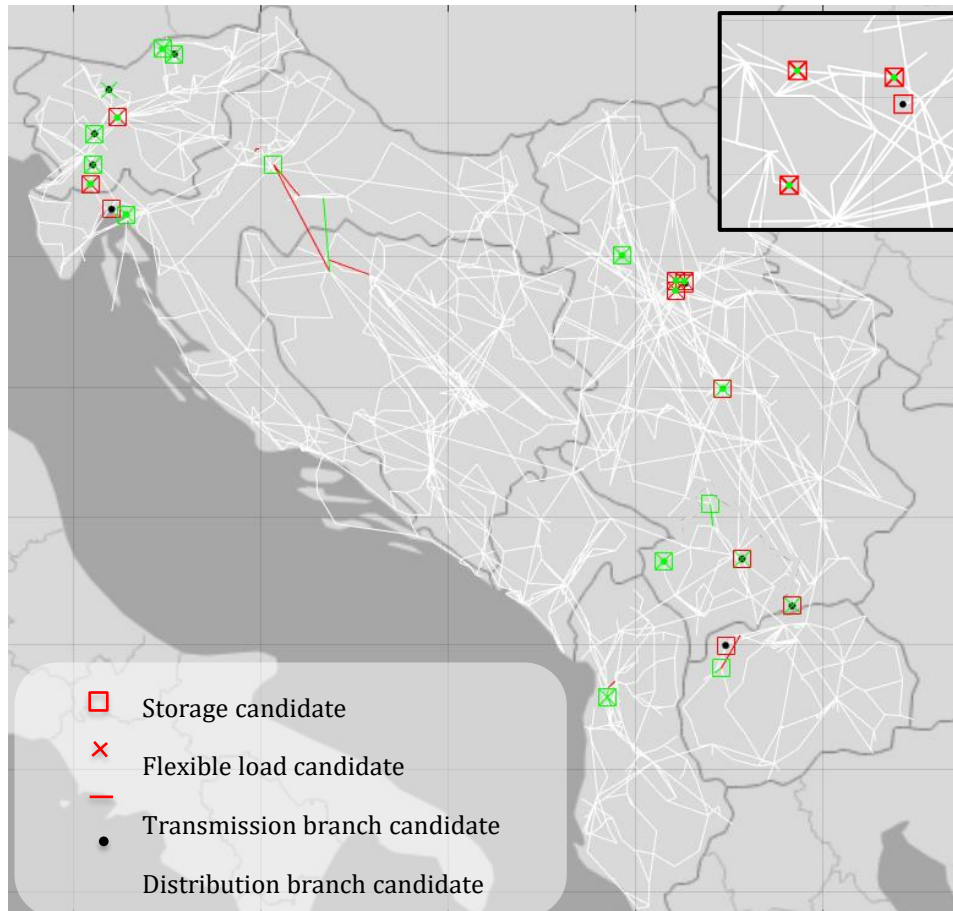 Storage candidate
Flexible load candidate
Transmission branch candidate
Distribution branch candidate